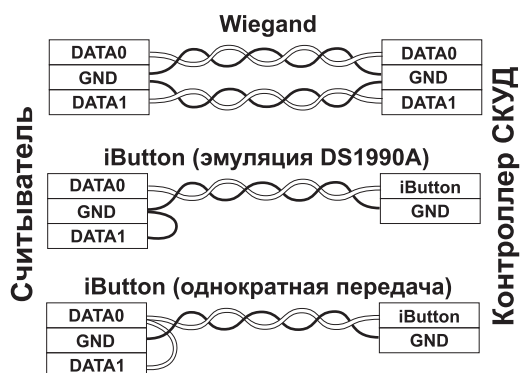 Wiegand
DATA0
GND
DATA1
DATA0
GND
DATA1
Считыватель
Контроллер СКУД
iButton (эмуляция DS1990A)
DATA0
GND
DATA1
iButton
GND
iButton (однократная передача)
DATA0
GND
DATA1
iButton
GND